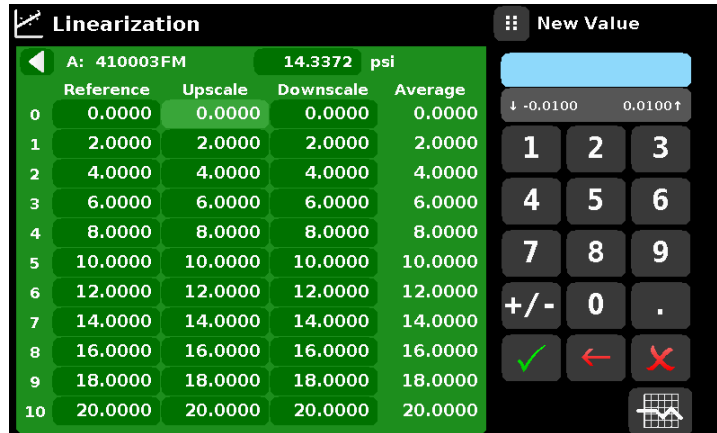 Linearization
A: 410003FM 14.3372 psi
Reference Upscale Downscale Average
0 0.0000 0.0000 0.0000 0.0000
1 2.0000 2.0000 2.0000 2.0000
2 4.0000 4.0000 4.0000 4.0000
3 6.0000 6.0000 6.0000 6.0000
4 8.0000 8.0000 8.0000 8.0000
5 10.0000 10.0000 10.0000 10.0000
6 12.0000 12.0000 12.0000 12.0000
7 14.0000 14.0000 14.0000 14.0000
8 16.0000 16.0000 16.0000 16.0000
9 18.0000 18.0000 18.0000 18.0000
10 20.0000 20.0000 20.0000 20.0000
New Value
↓ -0.0100 0.0100↑
1 2 3
4 5 6
7 8 9
+/- 0 .